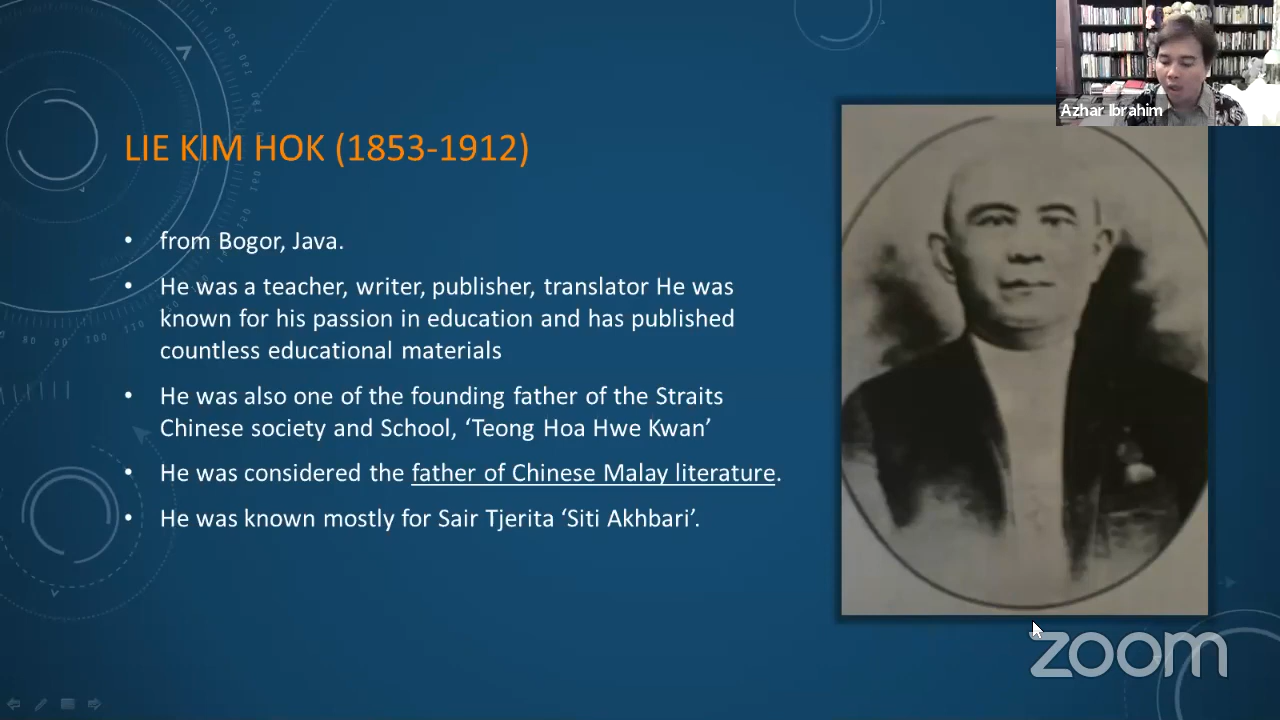 Azhar Ibrahim
LIE KIM HOK (1853-1912)
• from Bogor, Java.
• He was a teacher, writer, publisher, translator He was
known for his passion in education and has published
countless educational materials
• He was also one of the founding father of the Straits
Chinese society and School, ‘Teong Hoa Hwe Kwan’
• He was considered the father of Chinese Malay literature.
• He was known mostly for Sair Tjerita ‘Siti Akhbari’.
zoom